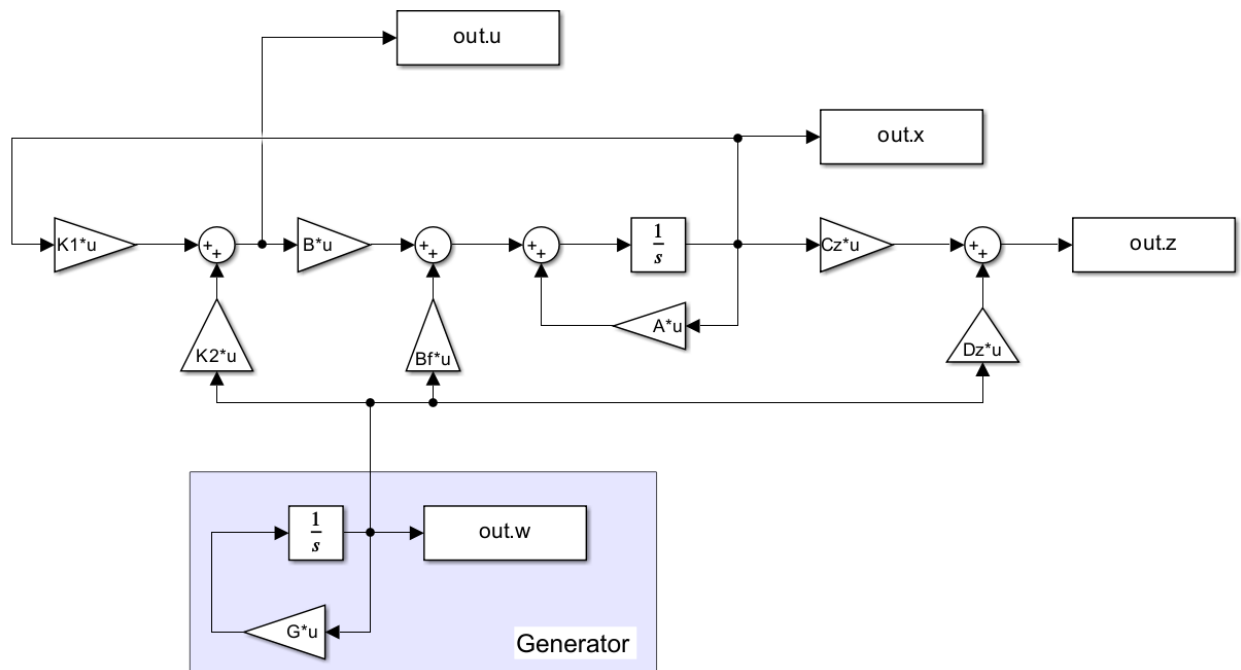 out.u
out.x
K1*u
+
+
B*u
+
+
+
+
1
s
Cz*u
+
+
out.z
A*u
K2*u
Bf*u
Dz*u
1
s
out.w
G*u
Generator